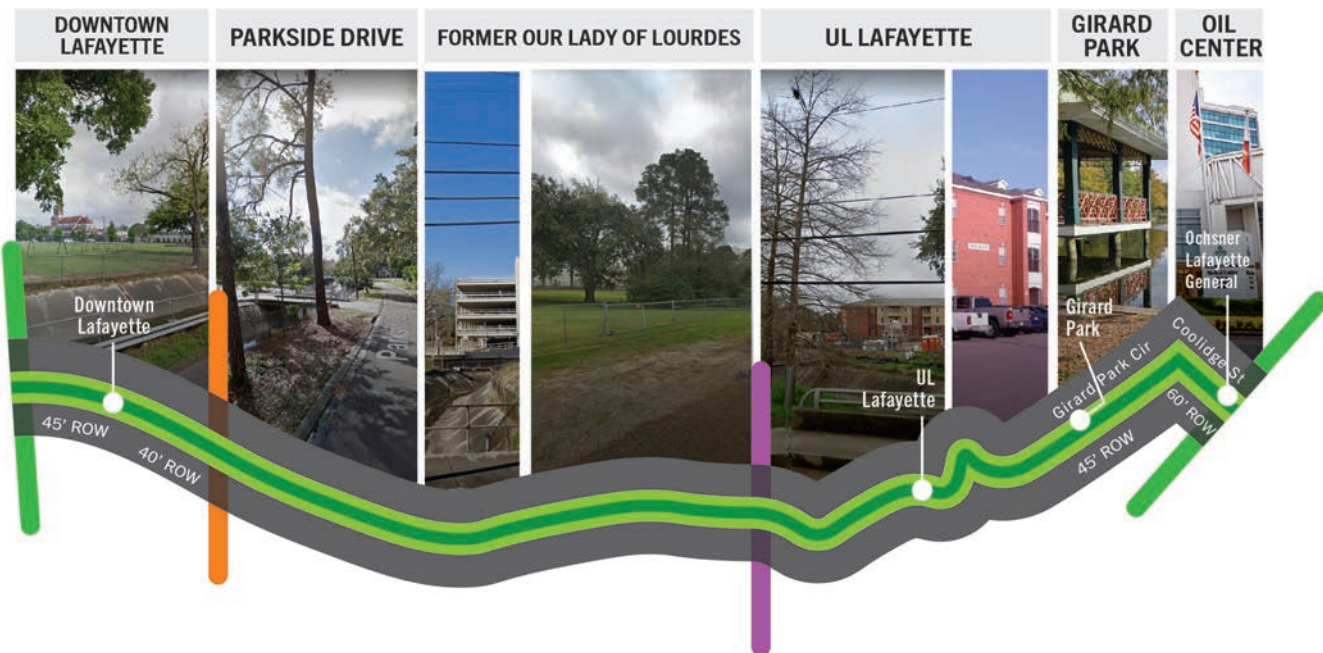 DOWNTOWN
LAFAYETTE
PARKSIDE DRIVE
FORMER OUR LADY OF LOURDES
UL LAFAYETTE
GIRARD
PARK
OIL
CENTER
Downtown
Lafayette
45' ROW
40' ROW
UL
Lafayette
Girard
Park
Girard Park Cir
45' ROW
Ochsner
Lafayette
General
Coolidge St
60' ROW